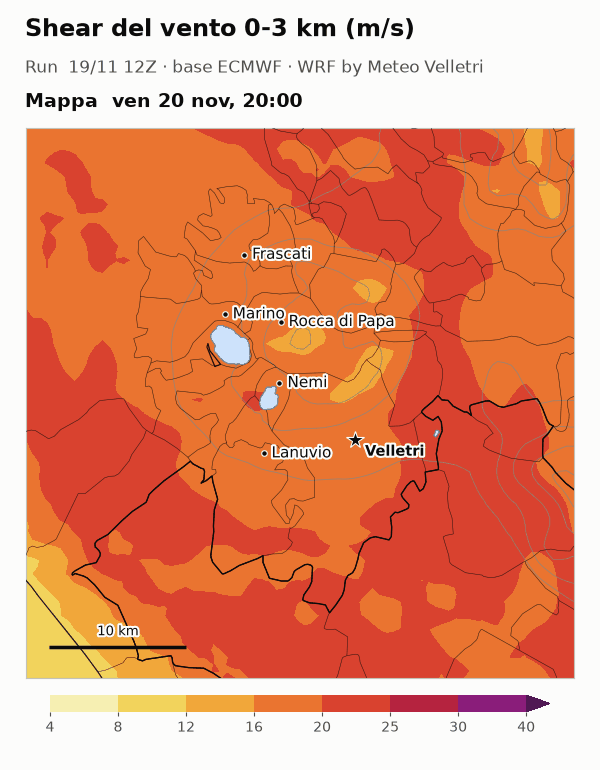 Shear del vento 0-3 km (m/s)
Run  19/11 12Z · base ECMWF · WRF by Meteo Velletri
Mappa  ven 20 nov, 20:00
Frascati
Marino
Rocca di Papa
Nemi
Velletri
Lanuvio
10 km
4 8 12 16 20 25 30 40